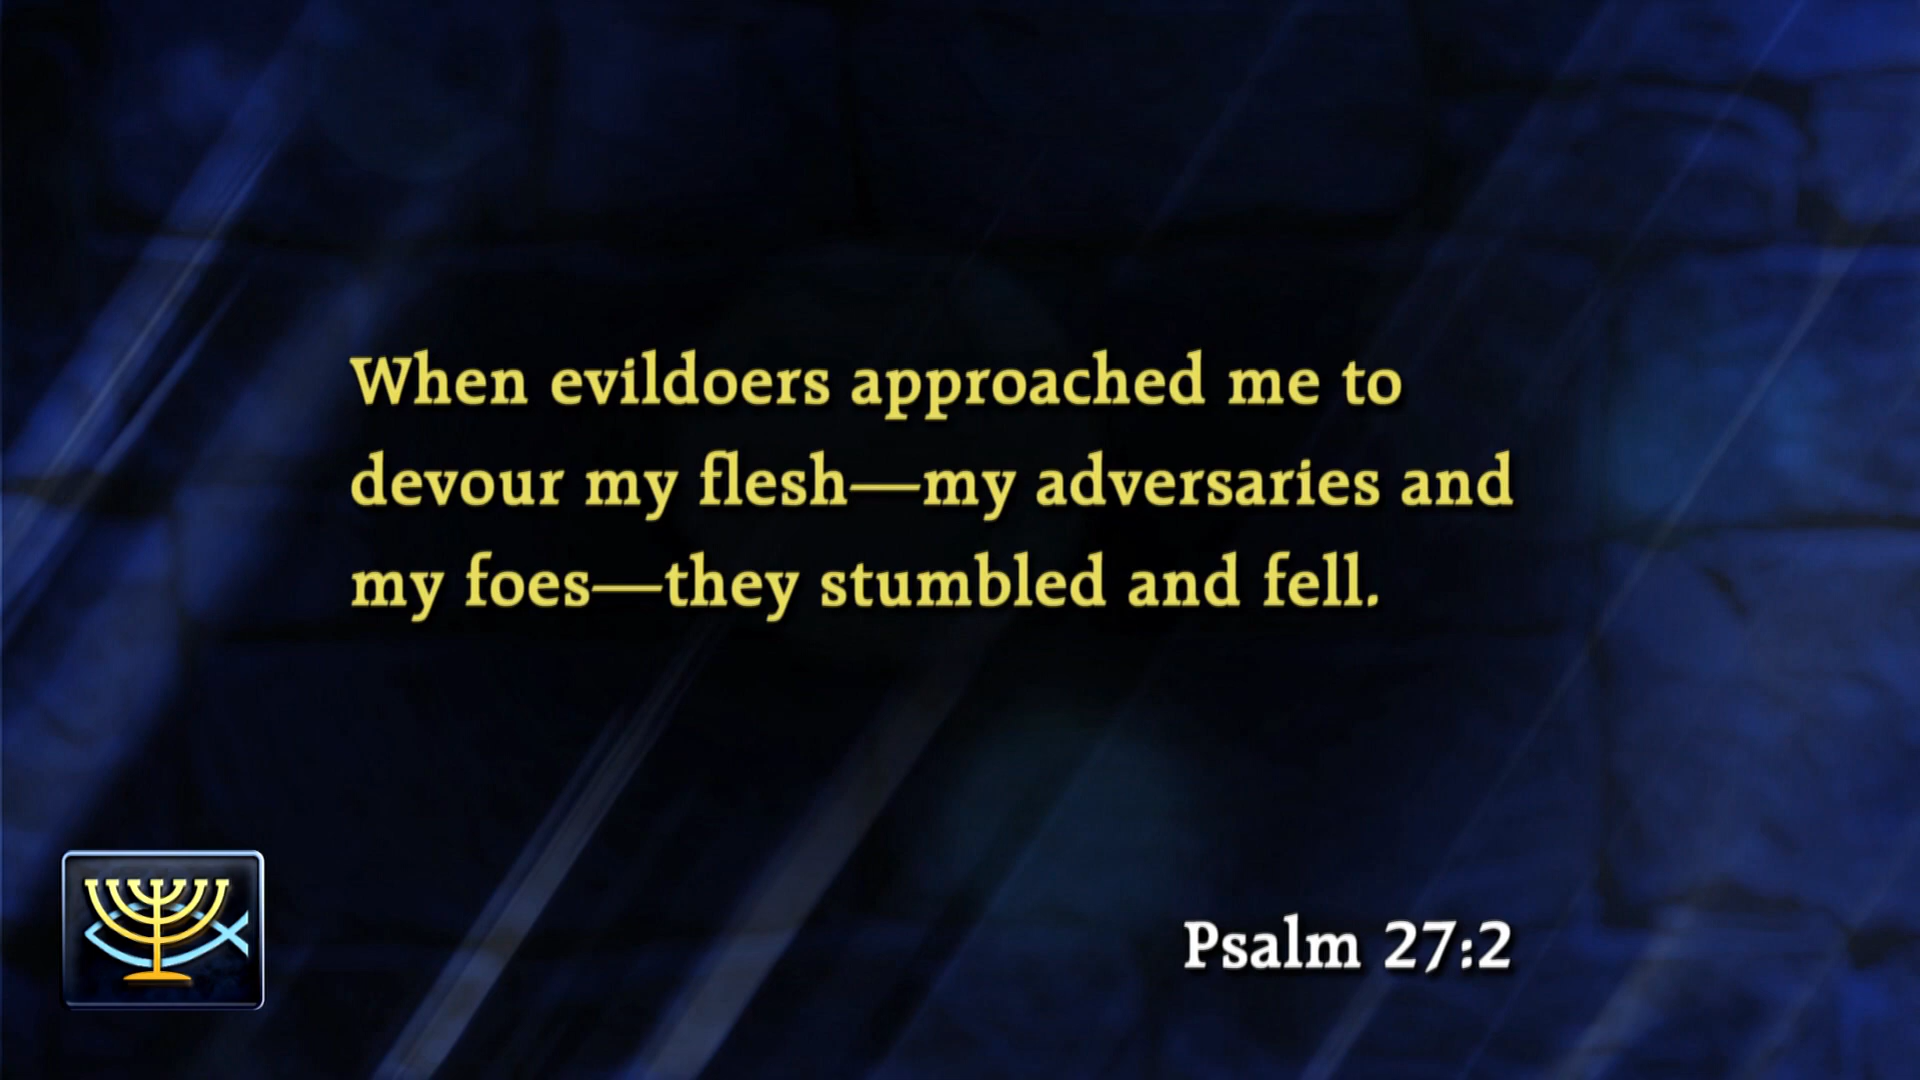 When evildoers approached me to
devour my flesh—my adversaries and
my foes—they stumbled and fell.
Psalm 27:2